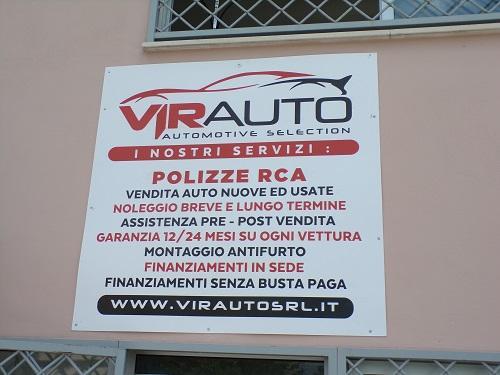 VIRAUTO
AUTOMOTIVE SELECTION
I NOSTRI SERVIZI :
POLIZZE RCA
VENDITA AUTO NUOVE ED USATE
NOLEGGIO BREVE E LUNGO TERMINE
ASSISTENZA PRE - POST VENDITA
GARANZIA 12/24 MESI SU OGNI VETTURA
MONTAGGIO ANTIFURTO
FINANZIAMENTI IN SEDE
FINANZIAMENTI SENZA BUSTA PAGA
WWW.VIRAUTOSRL.IT